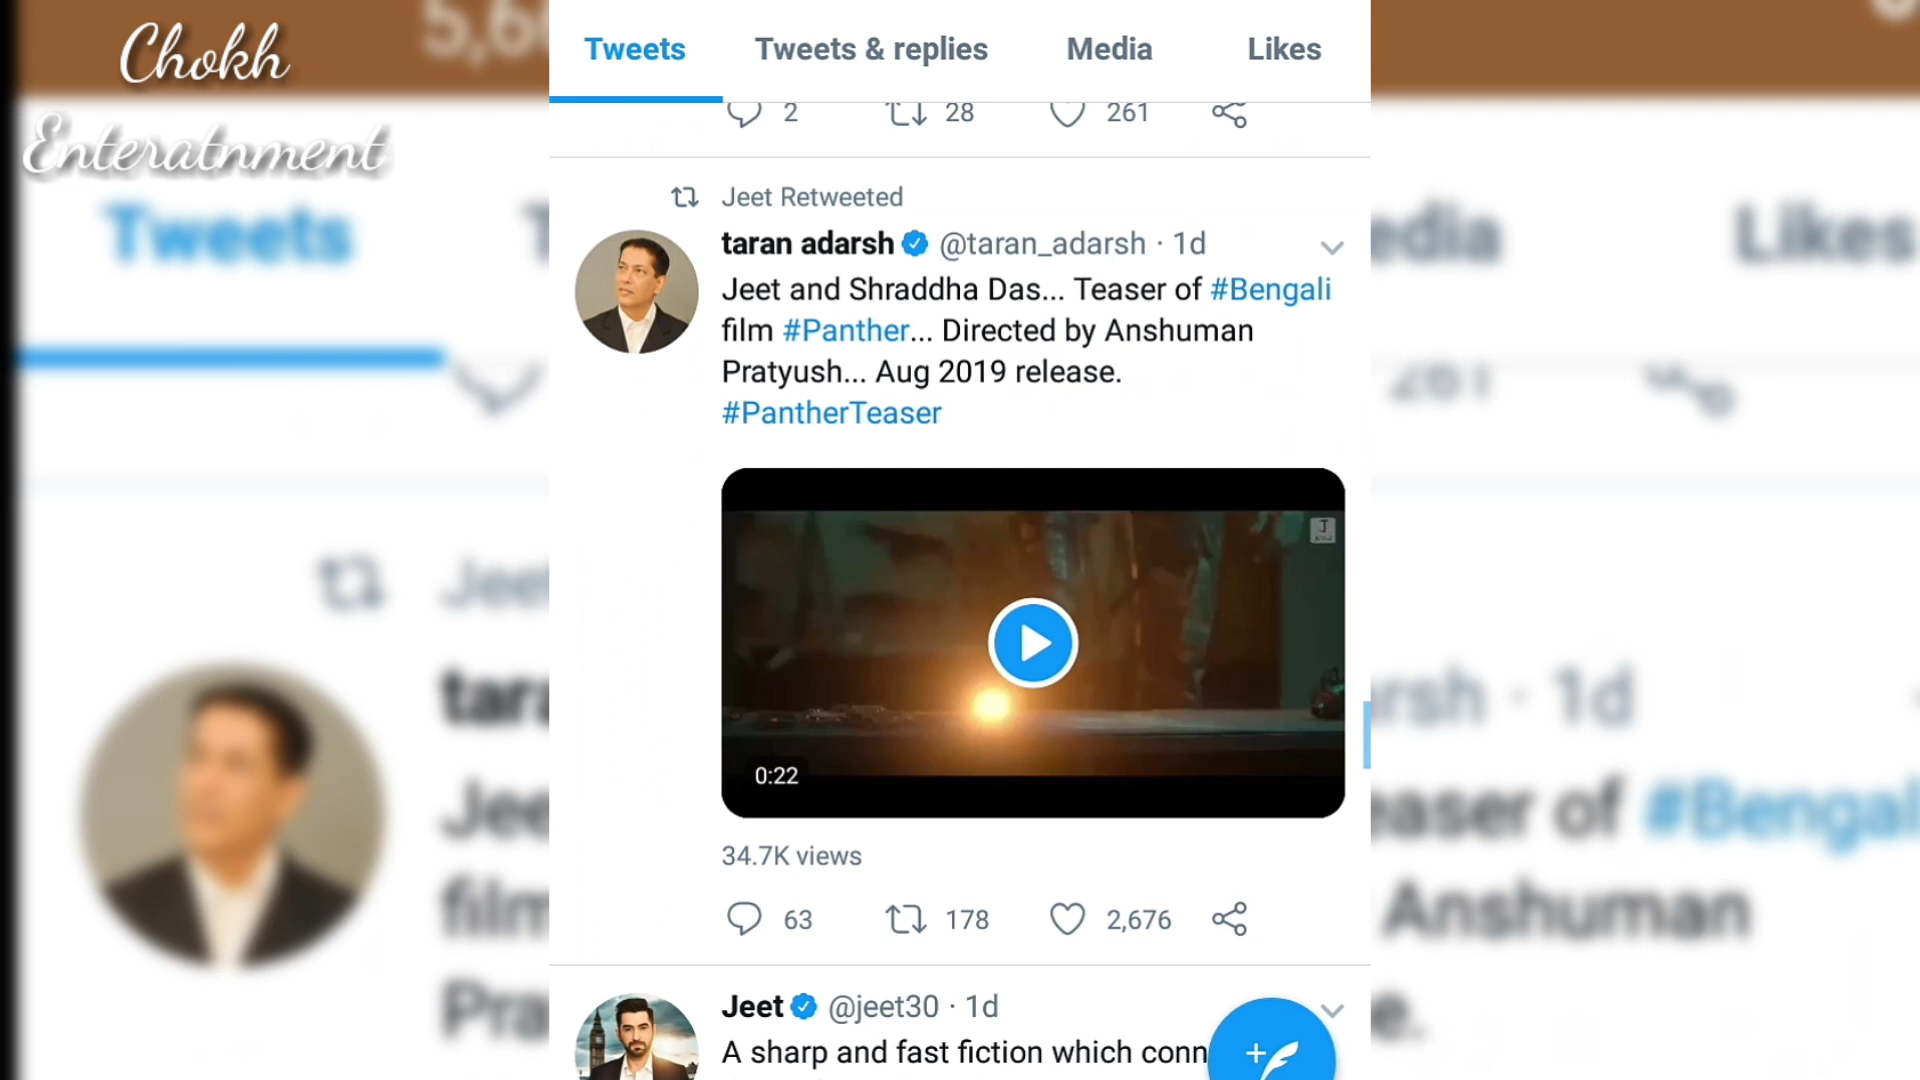 Chokh
Enteratnment
Tweets Tweets & replies Media Likes
2 28 261
Jeet Retweeted
taran adarsh @taran_adarsh · 1d
Jeet and Shraddha Das... Teaser of #Bengali
film #Panther... Directed by Anshuman
Pratyush... Aug 2019 release.
#PantherTeaser
J
0:22
34.7K views
63 178 2,676
Jeet @jeet30 · 1d
A sharp and fast fiction which conn